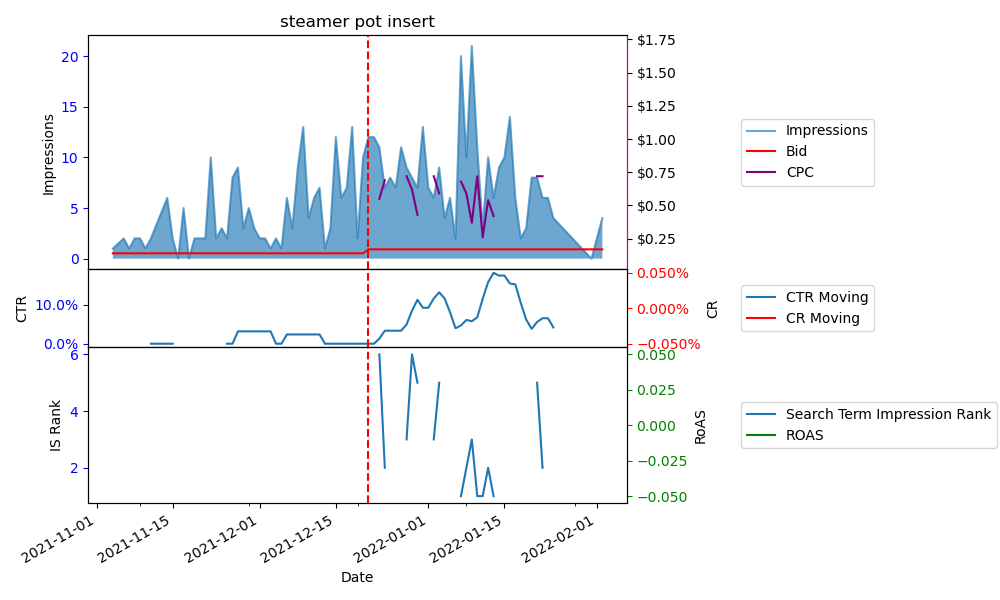 steamer pot insert
20
15
10
5
0
Impressions
$1.75
$1.50
$1.25
$1.00
$0.75
$0.50
$0.25
Impressions
Bid
CPC
10.0%
0.0%
CTR
0.050%
0.000%
−0.050%
CR
CTR Moving
CR Moving
6
4
2
IS Rank
0.050
0.025
0.000
−0.025
−0.050
RoAS
Search Term Impression Rank
ROAS
2021-11-01
2021-11-15
2021-12-01
2021-12-15
2022-01-01
2022-01-15
2022-02-01
Date